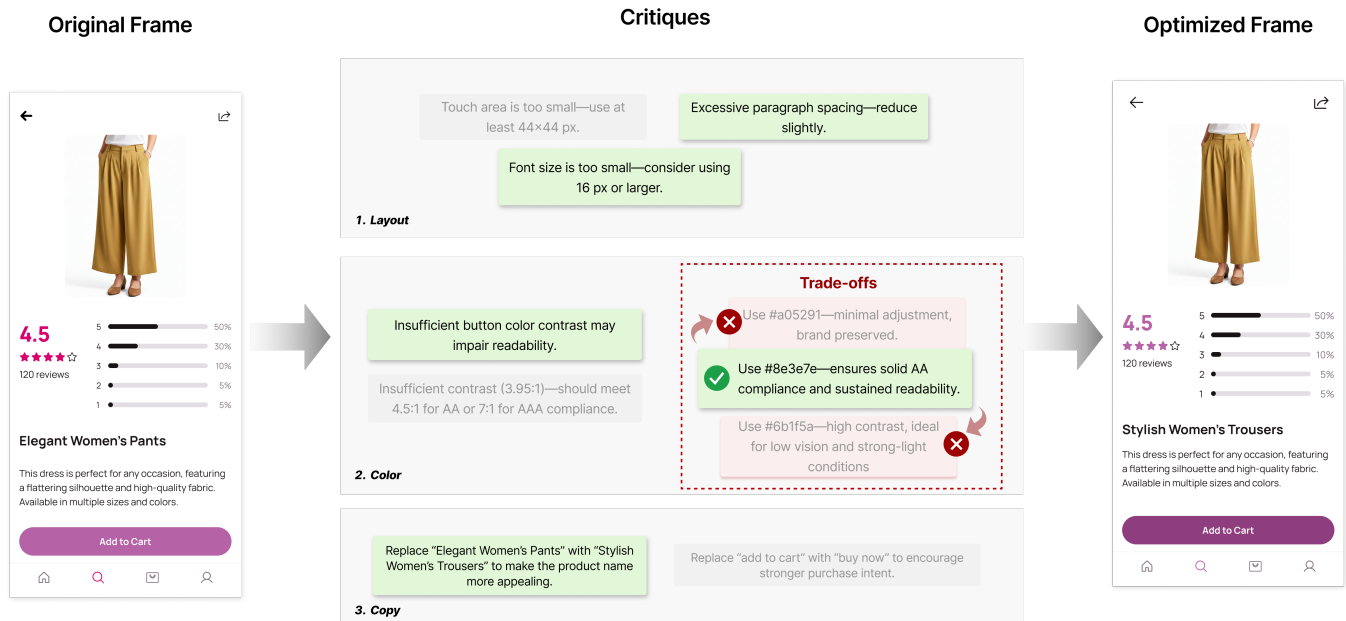 Original Frame
Critiques
Optimized Frame
4.5
120 reviews
5 50%
4 30%
3 10%
2 5%
1 5%
Elegant Women's Pants
This dress is perfect for any occasion, featuring
a flattering silhouette and high-quality fabric.
Available in multiple sizes and colors.
Add to Cart
Touch area is too small—use at
least 44×44 px.
Excessive paragraph spacing—reduce
slightly.
Font size is too small—consider using
16 px or larger.
1. Layout
Insufficient button color contrast may
impair readability.
Insufficient contrast (3.95:1)—should meet
4.5:1 for AA or 7:1 for AAA compliance.
Trade-offs
Use #a05291—minimal adjustment,
brand preserved.
Use #8e3e7e—ensures solid AA
compliance and sustained readability.
Use #6b1f5a—high contrast, ideal
for low vision and strong-light
conditions
2. Color
Replace “Elegant Women's Pants” with “Stylish
Women's Trousers” to make the product name
more appealing.
Replace “add to cart” with “buy now” to encourage
stronger purchase intent.
3. Copy
4.5
120 reviews
5 50%
4 30%
3 10%
2 5%
1 5%
Stylish Women's Trousers
This dress is perfect for any occasion, featuring
a flattering silhouette and high-quality fabric.
Available in multiple sizes and colors.
Add to Cart